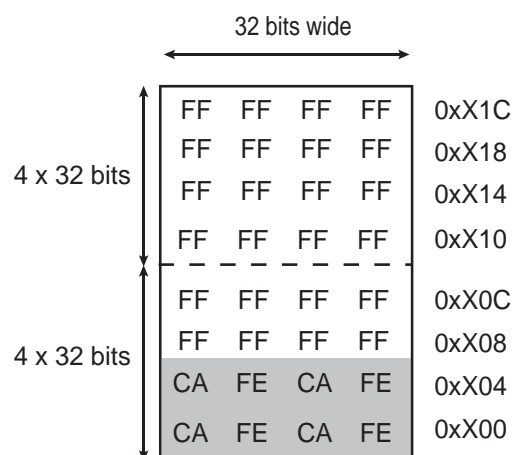 32 bits wide
FF FF FF FF 0xX1C
FF FF FF FF 0xX18
4 x 32 bits
FF FF FF FF 0xX14
FF FF FF FF 0xX10
FF FF FF FF 0xX0C
FF FF FF FF 0xX08
4 x 32 bits
CA FE CA FE 0xX04
CA FE CA FE 0xX00